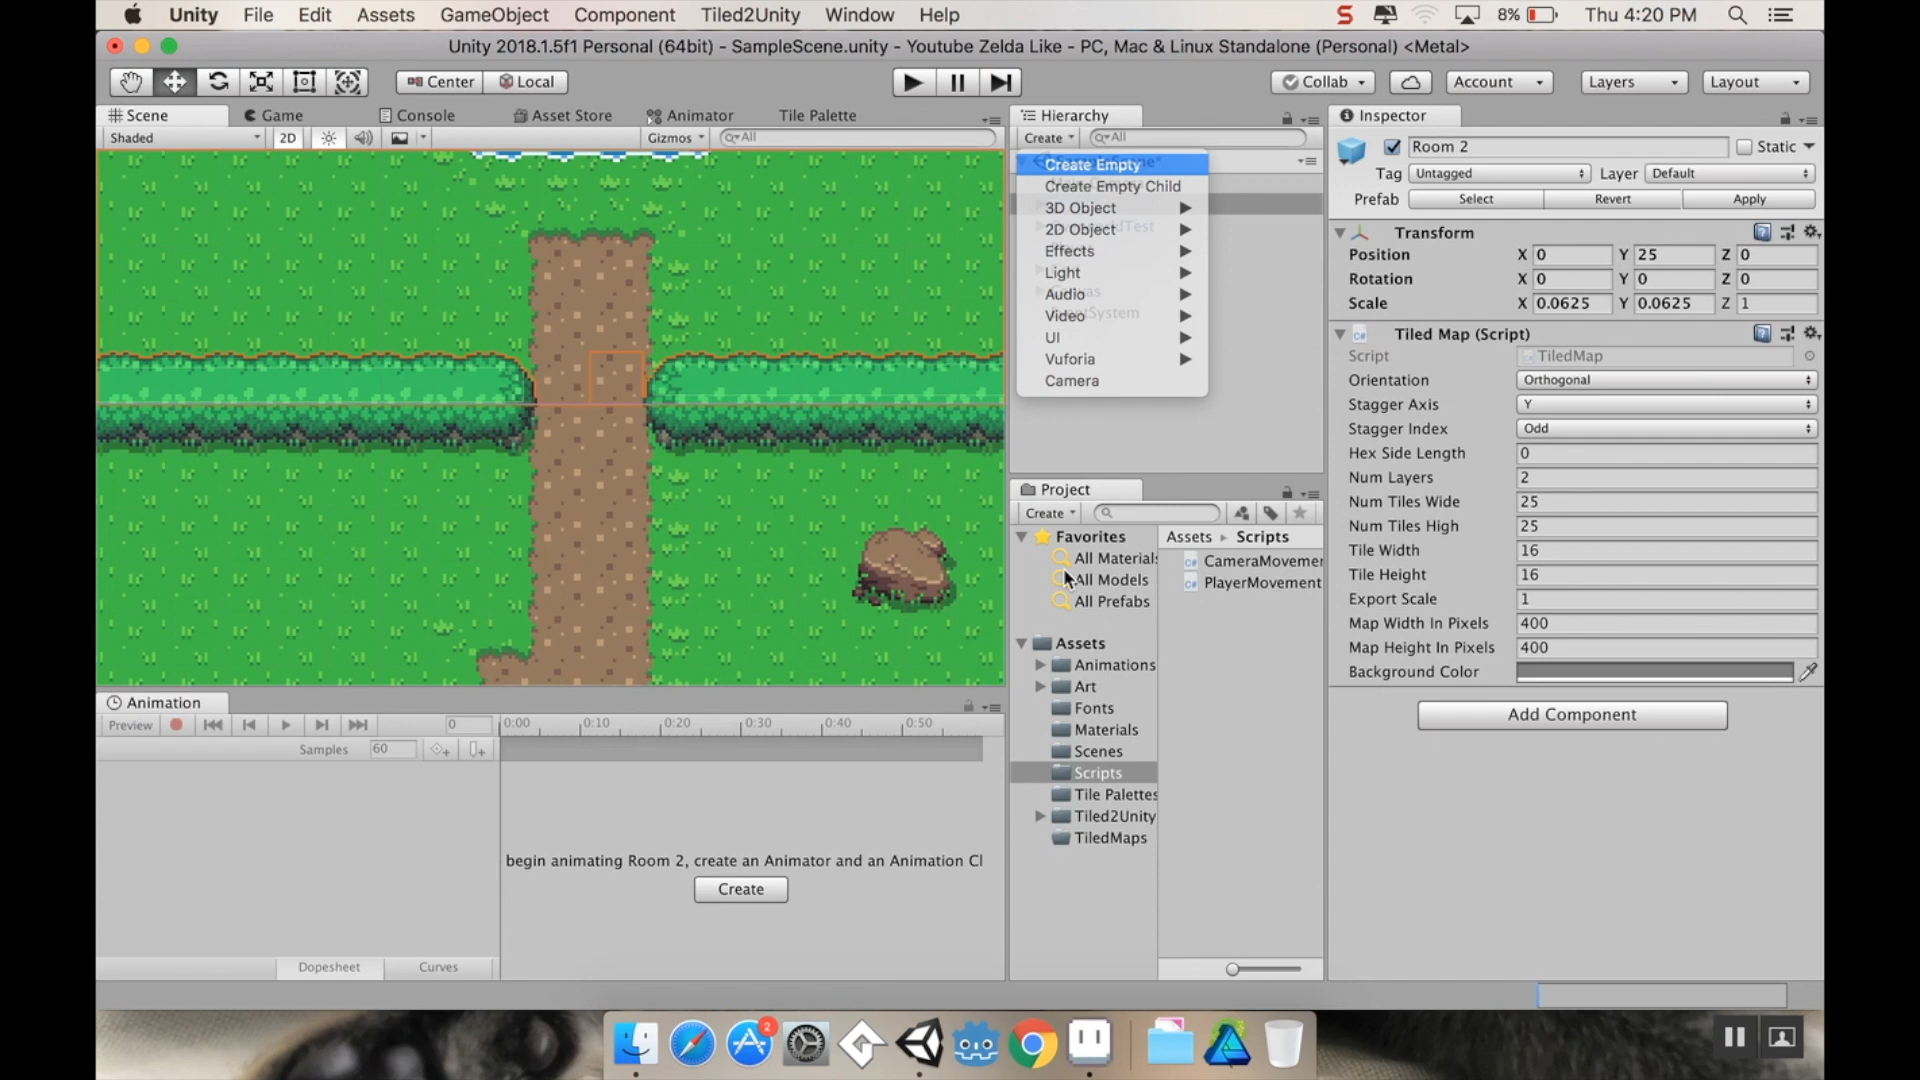 Unity File Edit Assets GameObject Component Tiled2Unity Window Help S 8% Thu 4:20 PM
Unity 2018.1.5f1 Personal (64bit) - SampleScene.unity - Youtube Zelda Like - PC, Mac & Linux Standalone (Personal) <Metal>
Center Local Collab Account Layers Layout
Scene Game Console Asset Store Animator Tile Palette
Shaded 2D Gizmos All
Hierarchy
Create All
Create Empty
Create Empty Child
3D Object
2D Object
Effects
Light
Audio
Video
UI
Vuforia
Camera
Project
Create
Favorites
All Materials
All Models
All Prefabs
Assets
Animations
Art
Fonts
Materials
Scenes
Scripts
Tile Palettes
Tiled2Unity
TiledMaps
Assets Scripts
CameraMovemer
PlayerMovement
Inspector
Room 2 Static
Tag Untagged Layer Default
Prefab Select Revert Apply
Transform
Position X 0 Y 25 Z 0
Rotation X 0 Y 0 Z 0
Scale X 0.0625 Y 0.0625 Z 1
Tiled Map (Script)
Script TiledMap
Orientation Orthogonal
Stagger Axis Y
Stagger Index Odd
Hex Side Length 0
Num Layers 2
Num Tiles Wide 25
Num Tiles High 25
Tile Width 16
Tile Height 16
Export Scale 1
Map Width In Pixels 400
Map Height In Pixels 400
Background Color
Add Component
Animation
Preview 0 0:00 0:10 0:20 0:30 0:40 0:50
Samples 60
begin animating Room 2, create an Animator and an Animation Cl
Create
Dopesheet Curves
2